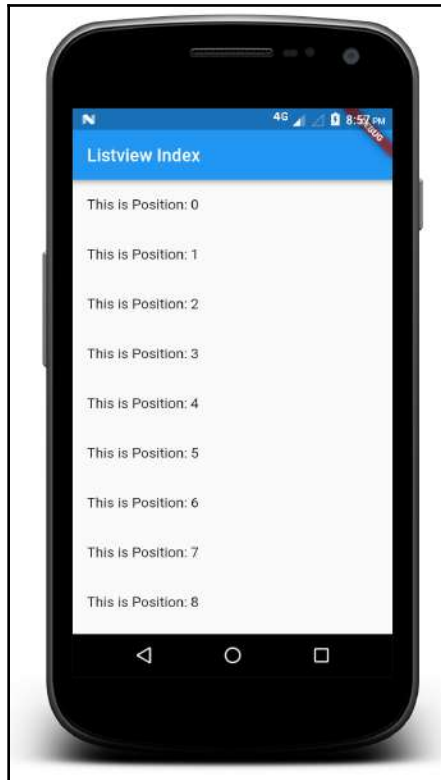 4G 8:57 PM
DEBUG
Listview Index
This is Position: 0
This is Position: 1
This is Position: 2
This is Position: 3
This is Position: 4
This is Position: 5
This is Position: 6
This is Position: 7
This is Position: 8